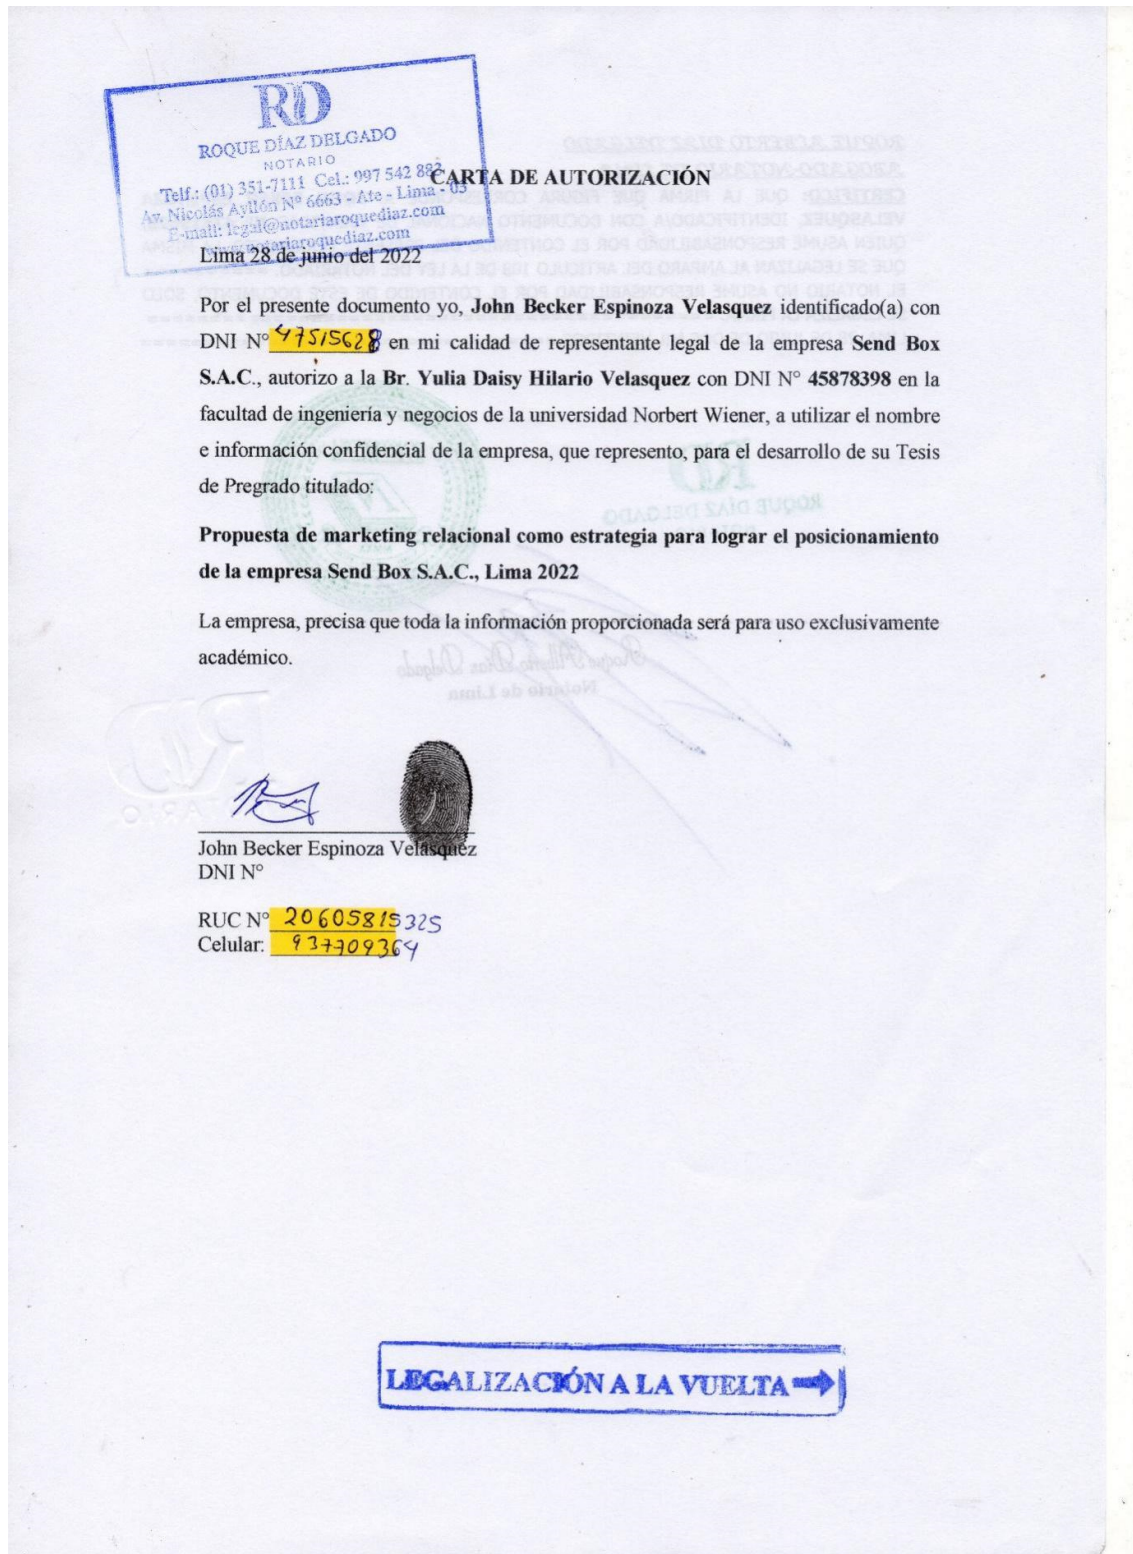 RD
ROQUE DÍAZ DELGADO
NOTARIO
Telf.: (01) 351-7111 Cel.: 997 542 883
Av. Nicolás Ayllón Nº 6663 - Ate - Lima - 03
E-mail: legal@notariaroquediaz.com
www.notariaroquediaz.com
CARTA DE AUTORIZACIÓN
Lima 28 de junio del 2022
Por el presente documento yo, John Becker Espinoza Velasquez identificado(a) con
DNI N° 47515628 en mi calidad de representante legal de la empresa Send Box
S.A.C., autorizo a la Br. Yulia Daisy Hilario Velasquez con DNI N° 45878398 en la
facultad de ingeniería y negocios de la universidad Norbert Wiener, a utilizar el nombre
e información confidencial de la empresa, que represento, para el desarrollo de su Tesis
de Pregrado titulado:
Propuesta de marketing relacional como estrategia para lograr el posicionamiento
de la empresa Send Box S.A.C., Lima 2022
La empresa, precisa que toda la información proporcionada será para uso exclusivamente
académico.
John Becker Espinoza Velasquez
DNI N°
RUC N° 20605815325
Celular: 937709364
LEGALIZACIÓN A LA VUELTA